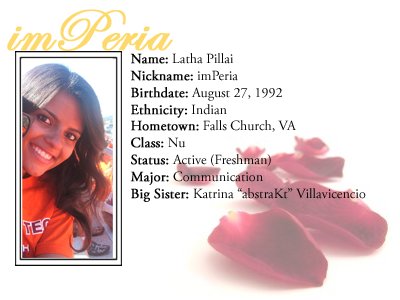 imPeria
Name: Latha Pillai
Nickname: imPeria
Birthdate: August 27, 1992
Ethnicity: Indian
Hometown: Falls Church, VA
Class: Nu
Status: Active (Freshman)
Major: Communication
Big Sister: Katrina “abstraKt” Villavicencio
TEC
H